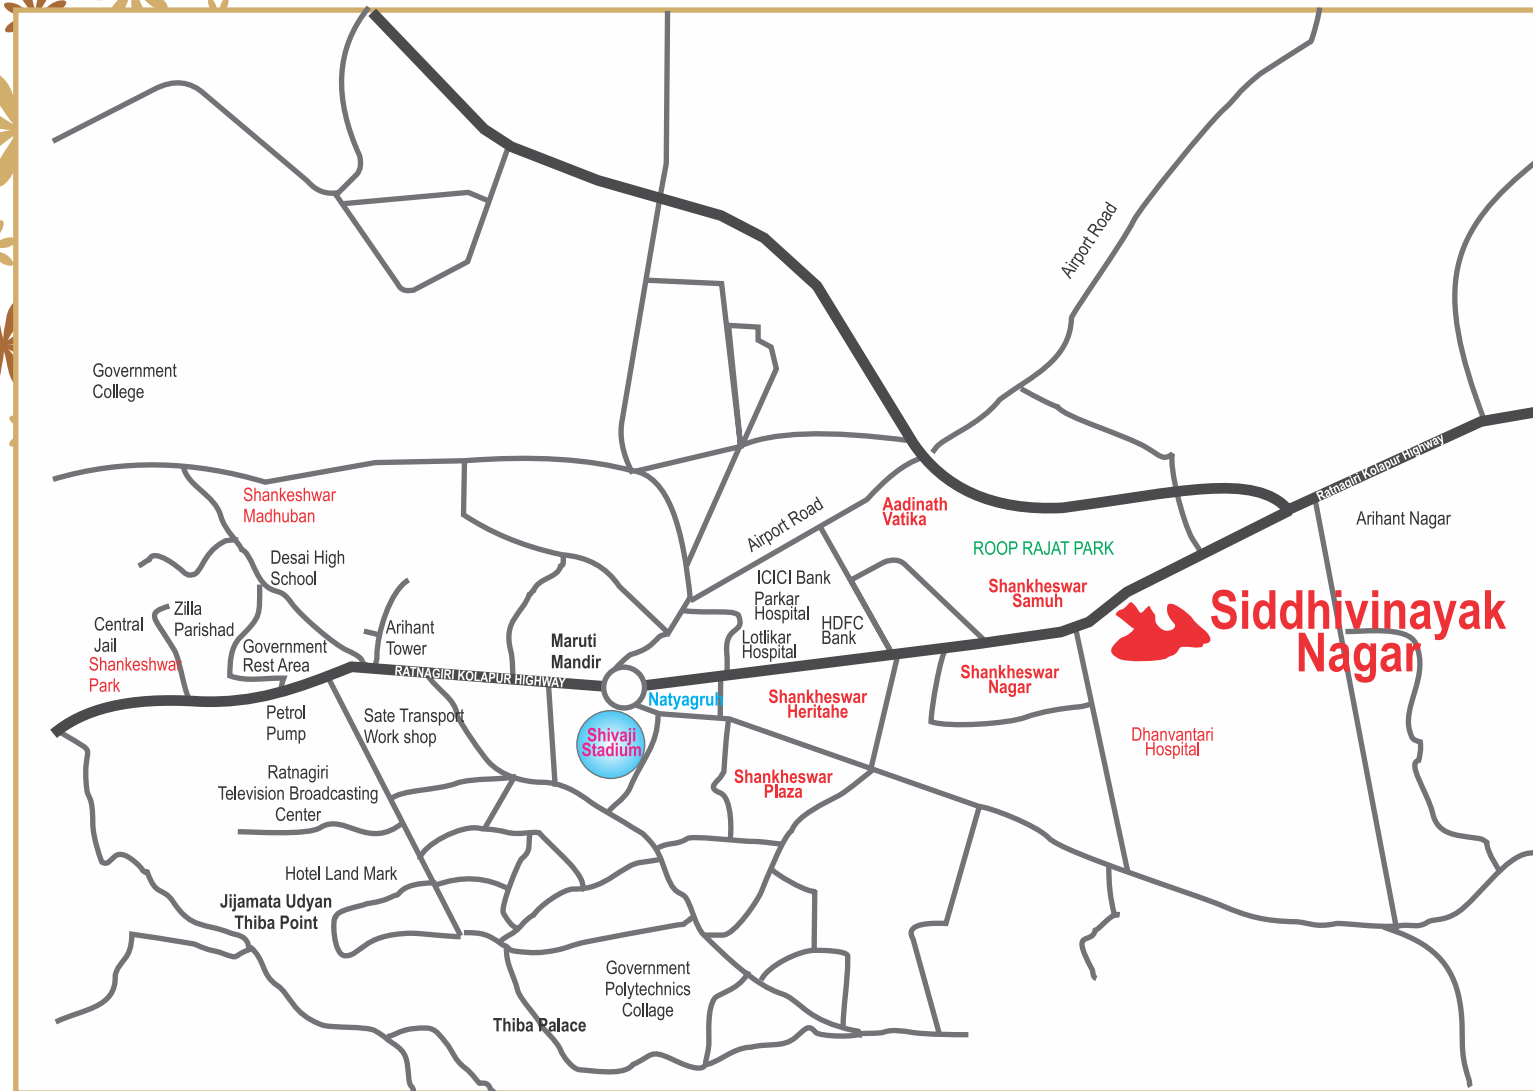 Airport Road
Government
College
Ratnagiri Kolapur Highway
Shankeshwar
Madhuban
Aadinath
Vatika
Arihant Nagar
Airport Road
ROOP RAJAT PARK
Desai High
School
ICICI Bank
Parkar
Hospital
Shankheswar
Samuh
Siddhivinayak
Nagar
Zilla
Parishad
Central
Jail
Shankeshwar
Park
Government
Rest Area
Arihant
Tower
Maruti
Mandir
Lotlikar
Hospital
HDFC
Bank
RATNAGIRI KOLAPUR HIGHWAY
Natyagruh
Shankheswar
Heritahe
Shankheswar
Nagar
Petrol
Pump
Sate Transport
Work shop
Shivaji
Stadium
Dhanvantari
Hospital
Ratnagiri
Television Broadcasting
Center
Shankheswar
Plaza
Hotel Land Mark
Jijamata Udyan
Thiba Point
Government
Polytechnics
Collage
Thiba Palace